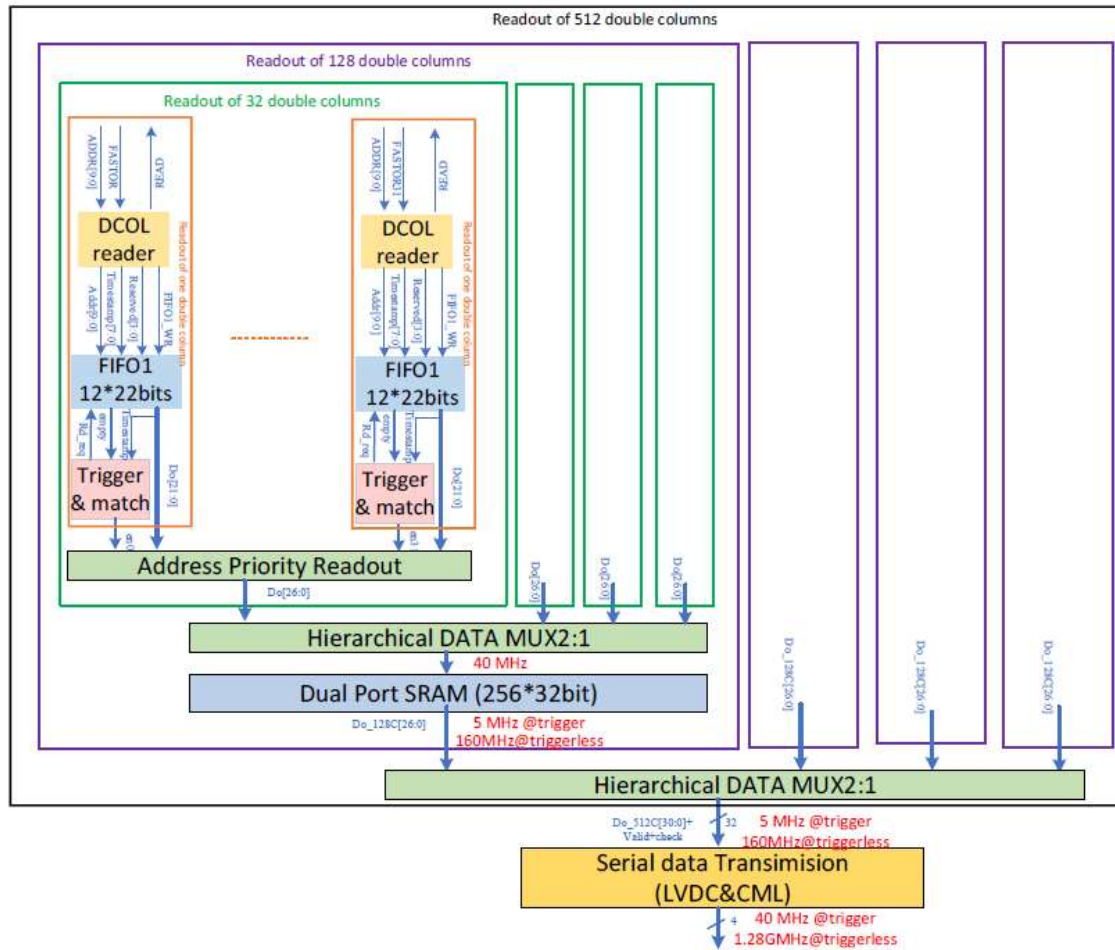 Readout of 512 double columns
Readout of 128 double columns
Readout of 32 double columns
ADDR[9:0]
FASTOR
READ
DCOL
reader
Addr[9:0]
Timestamp[7:0]
Reserved[3:0]
FIFO1_WR
Readout of one double column
FIFO1
12*22bits
Rd_req
empty
Timestamp
Trigger
& match
Do[21:0]
ADDR[9:0]
FASTOR31
READ
DCOL
reader
Addr[9:0]
Timestamp[7:0]
Reserved[3:0]
FIFO1_WR
Readout of one double column
FIFO1
12*22bits
Rd_req
empty
Timestamp
Trigger
& match
Do[21:0]
Address Priority Readout
Do[26:0]
Do[26:0]
Do[26:0]
Do[26:0]
Hierarchical DATA MUX2:1
40 MHz
Dual Port SRAM (256*32bit)
Do_128C[26:0]
5 MHz @trigger
160MHz@triggerless
Do_128C[26:0]
Do_128C[26:0]
Do_128C[26:0]
Hierarchical DATA MUX2:1
Do_512C[30:0]+
Valid+check
32
5 MHz @trigger
160MHz@triggerless
Serial data Transimision
(LVDC&CML)
4
40 MHz @trigger
1.28GMHz@triggerless